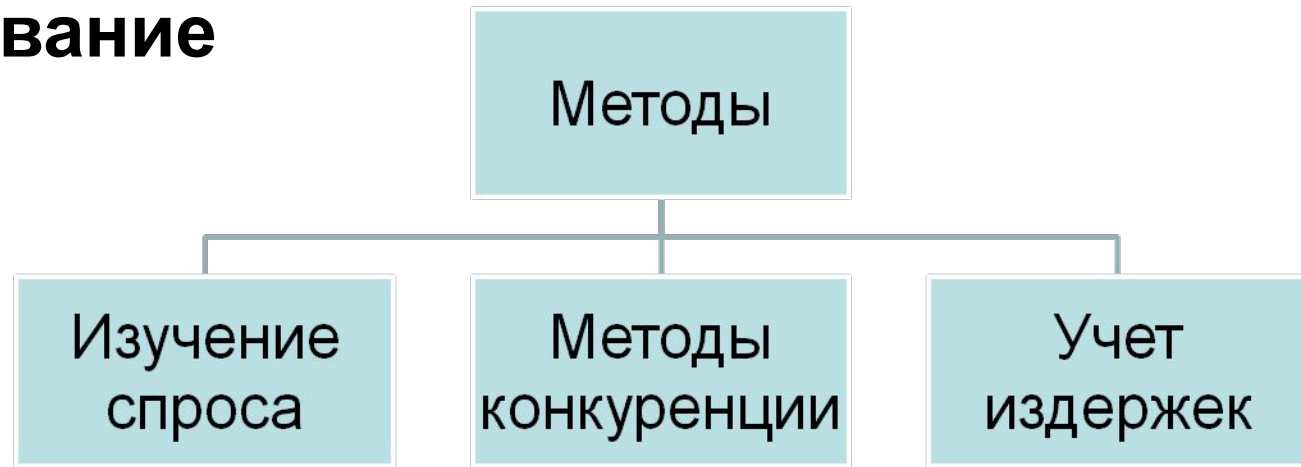 вание
Методы
Изучение
спроса
Методы
конкуренции
Учет
издержек